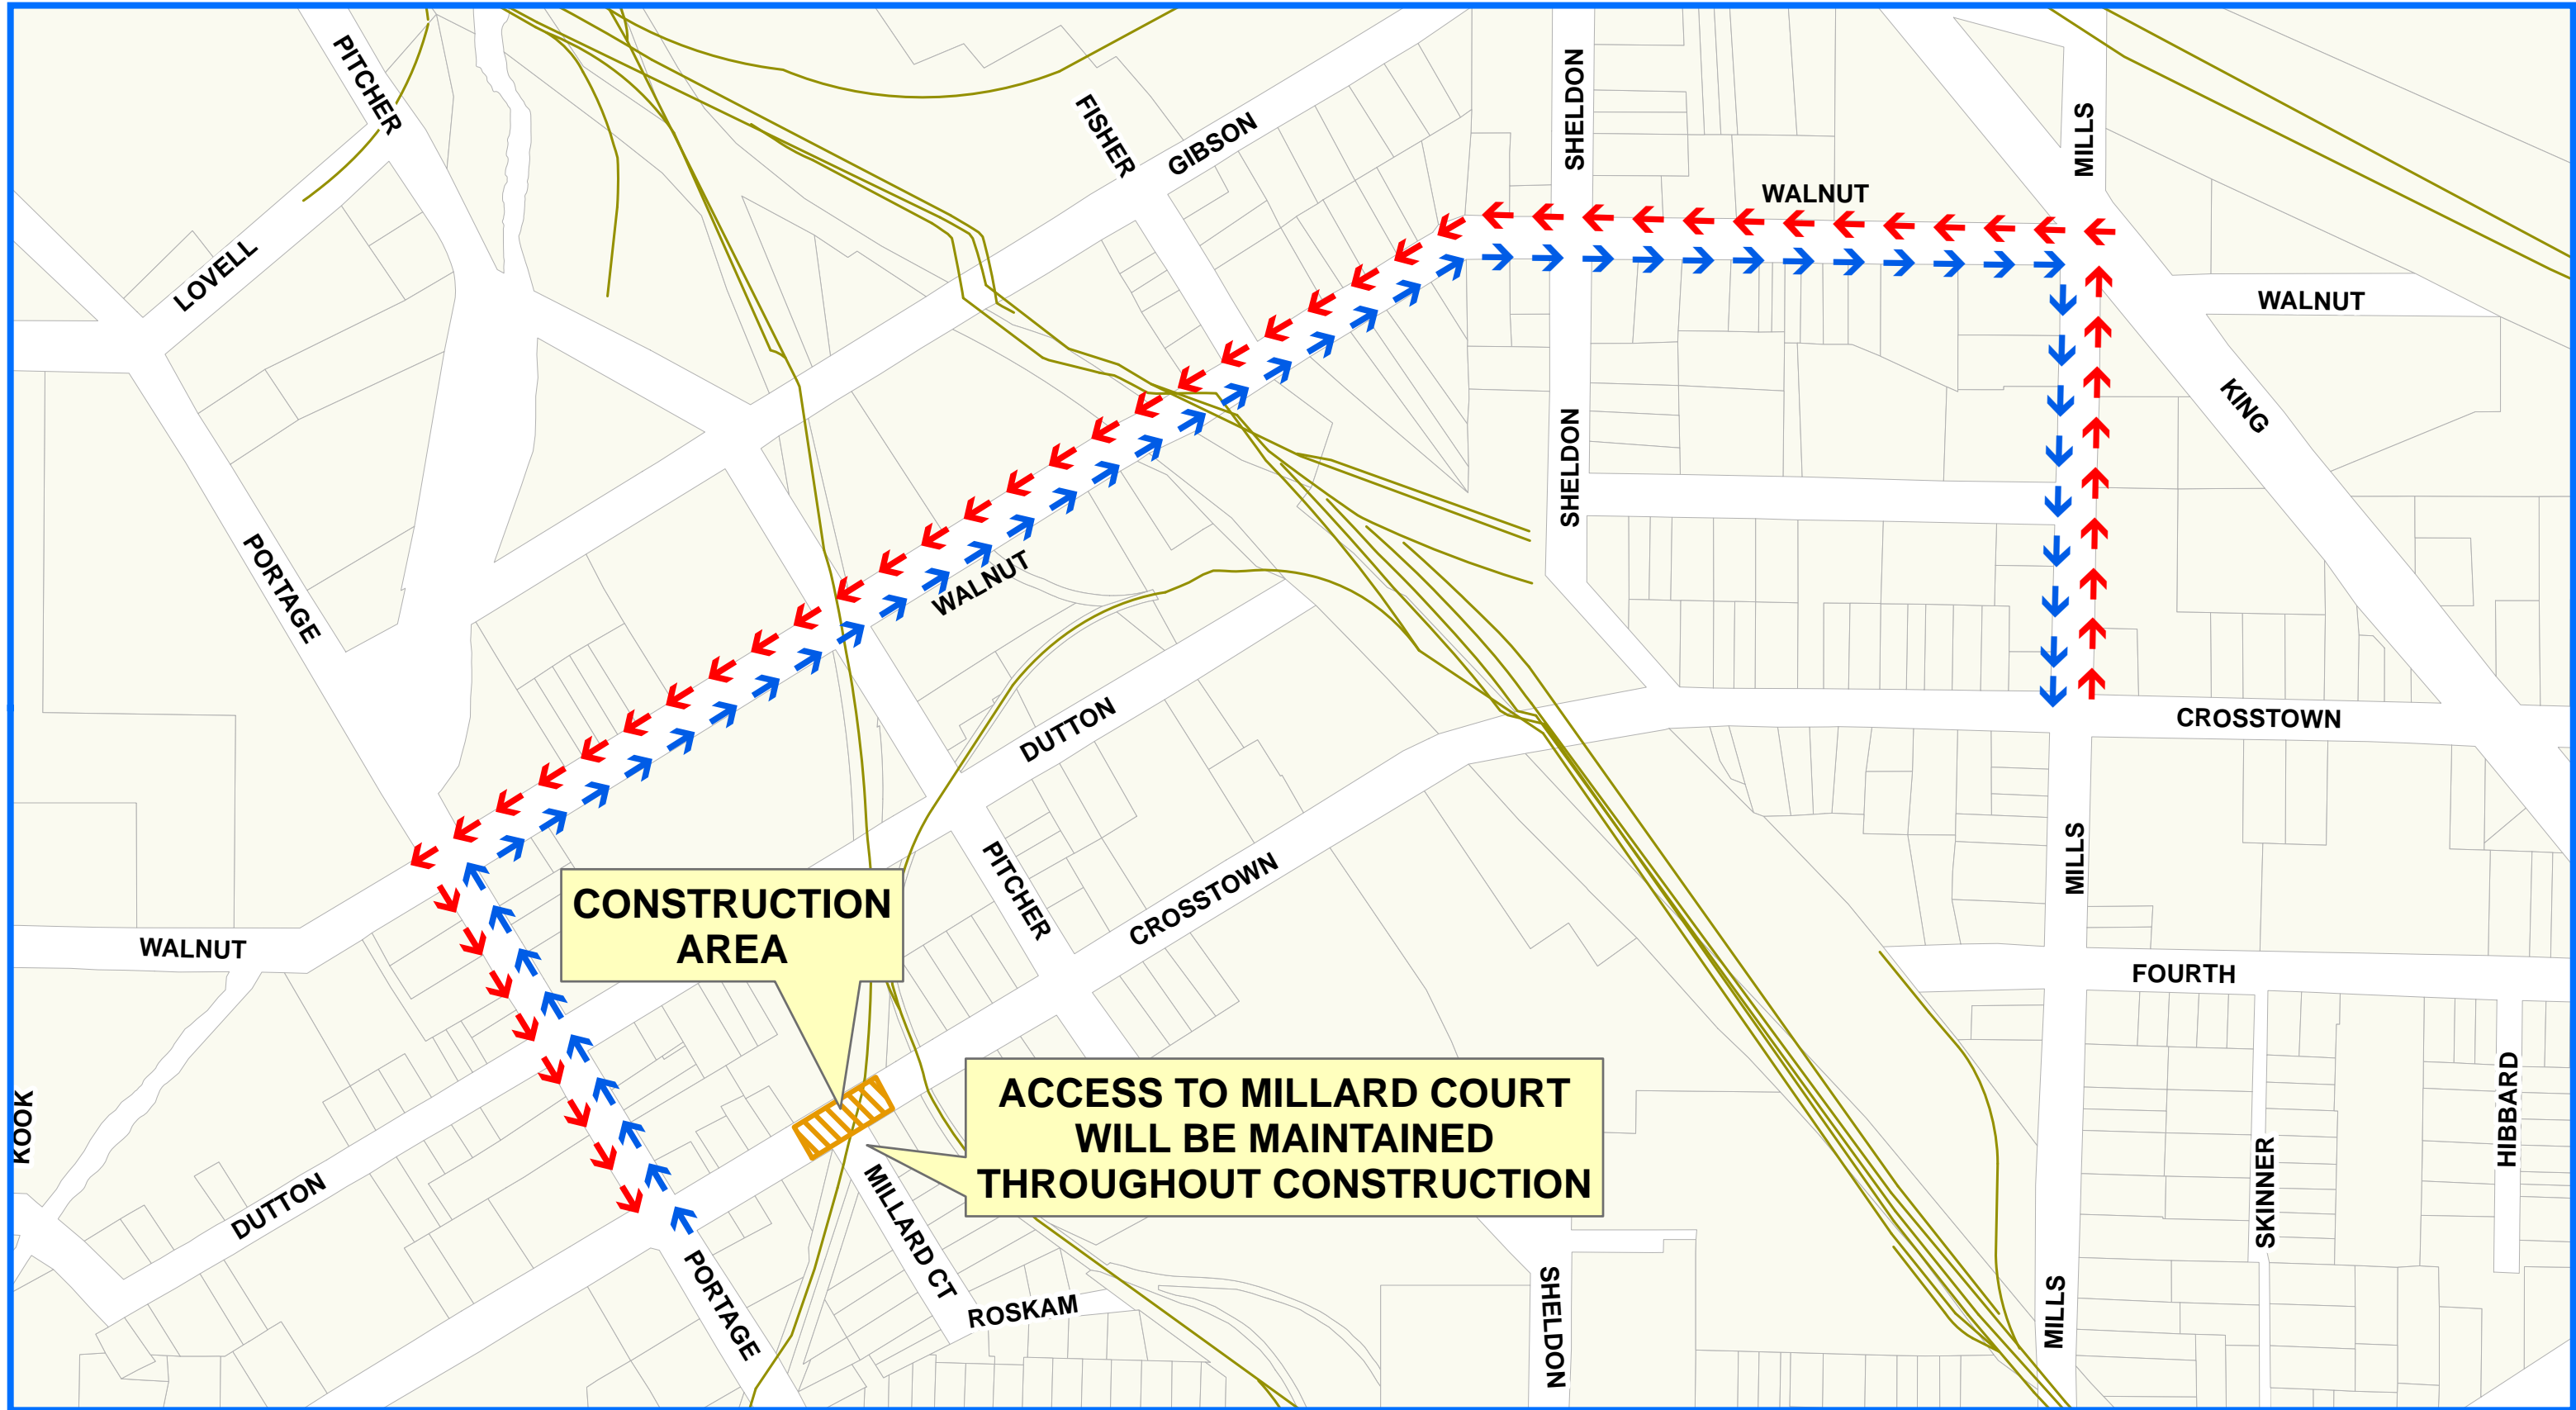 PITCHER
SHELDON
MILLS
FISHER
GIBSON
WALNUT
LOVELL
WALNUT
KING
SHELDON
PORTAGE
WALNUT
DUTTON
CROSSTOWN
PITCHER
CROSSTOWN
MILLS
CONSTRUCTION
AREA
WALNUT
FOURTH
ACCESS TO MILLARD COURT
WILL BE MAINTAINED
THROUGHOUT CONSTRUCTION
KOOK
HIBBARD
DUTTON
SKINNER
MILLARD CT
PORTAGE
ROSKAM
SHELDON
MILLS